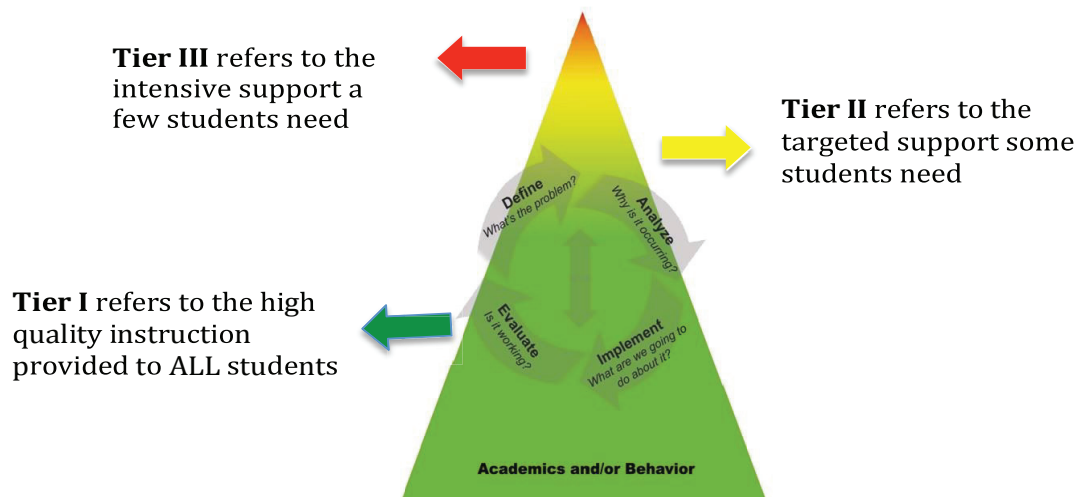 Tier III refers to the
intensive support a
few students need
Tier II refers to the
targeted support some
students need
Define
What's the problem?
Analyze
Why is it occurring?
Tier I refers to the high
quality instruction
provided to ALL students
Evaluate
Is it working?
Implement
What are we going to
do about it?
Academics and/or Behavior